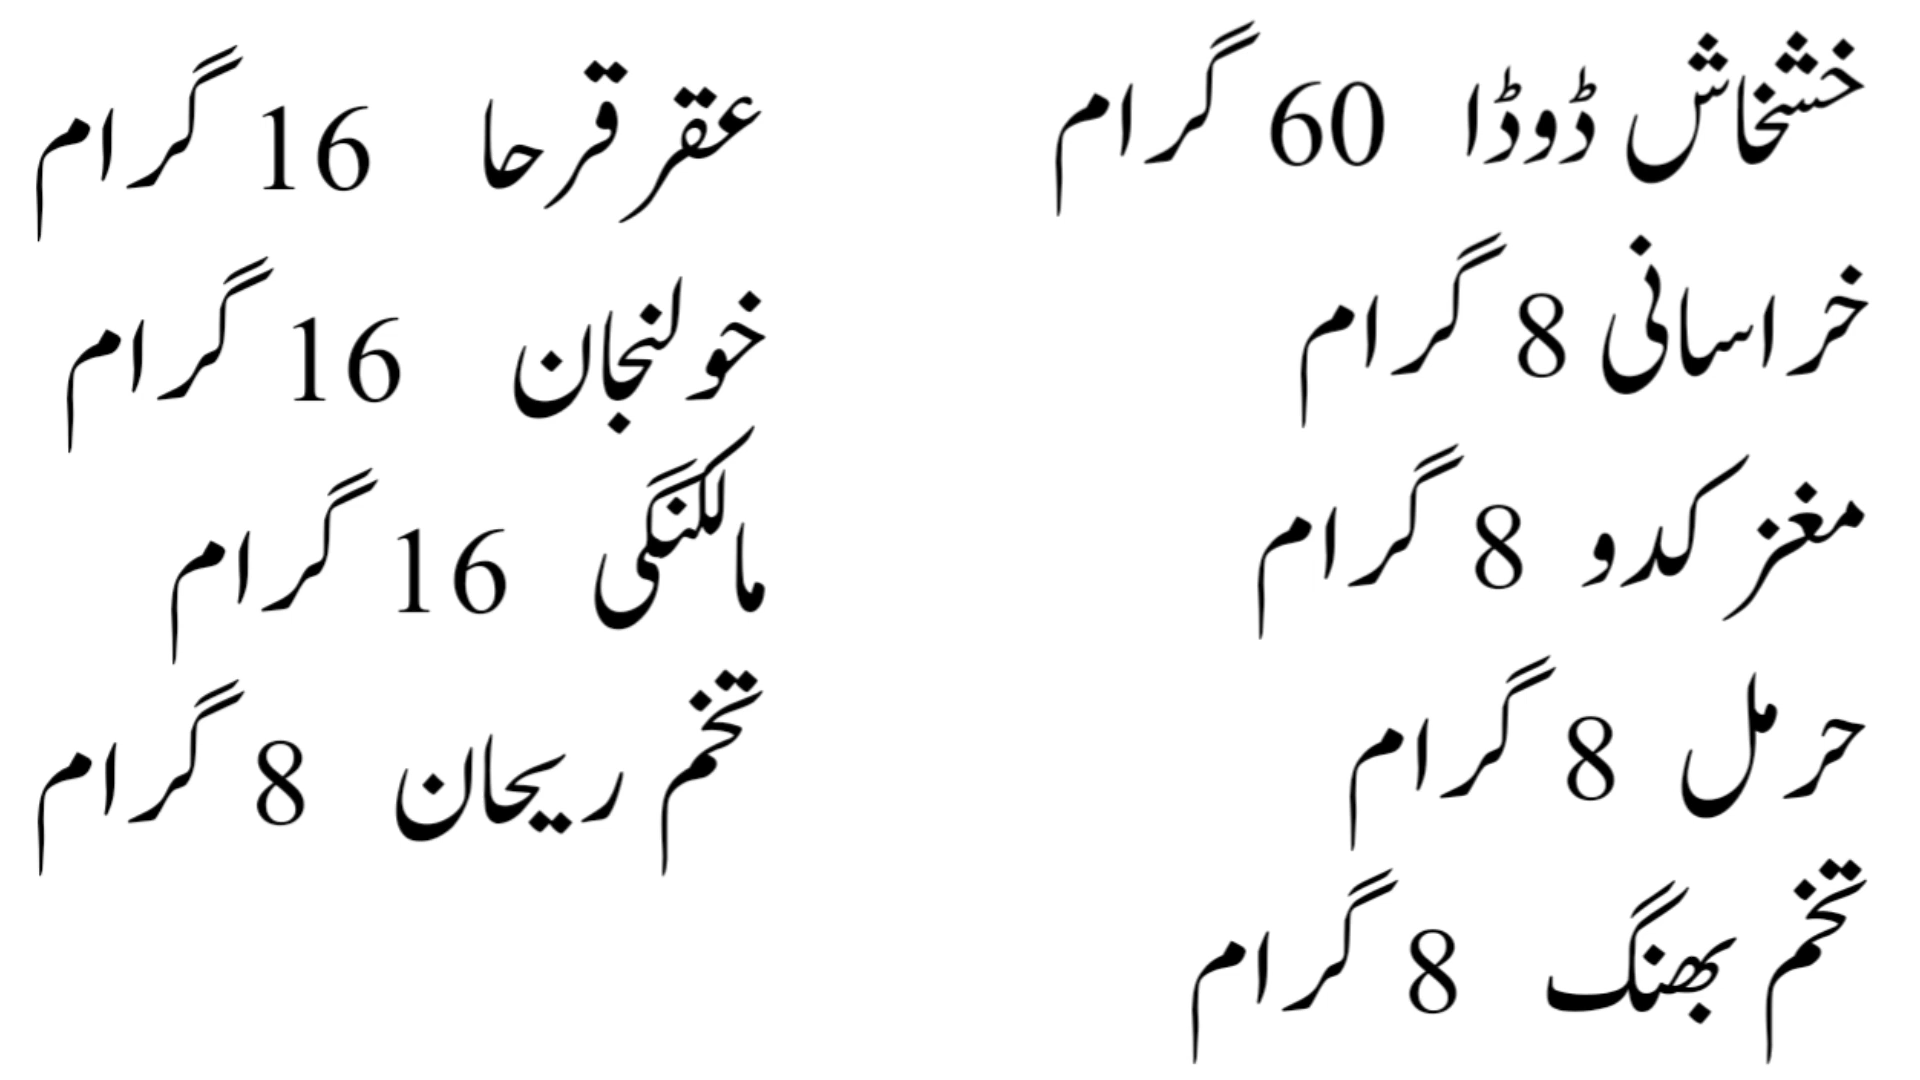 خشخاش ڈوڈا 60 گرام
خراسانی 8 گرام
مغز کدو 8 گرام
حرمل 8 گرام
تخم بھنگ 8 گرام
عقرقرحا 16 گرام
خولنجان 16 گرام
مالکنگی 16 گرام
تخم ریحان 8 گرام